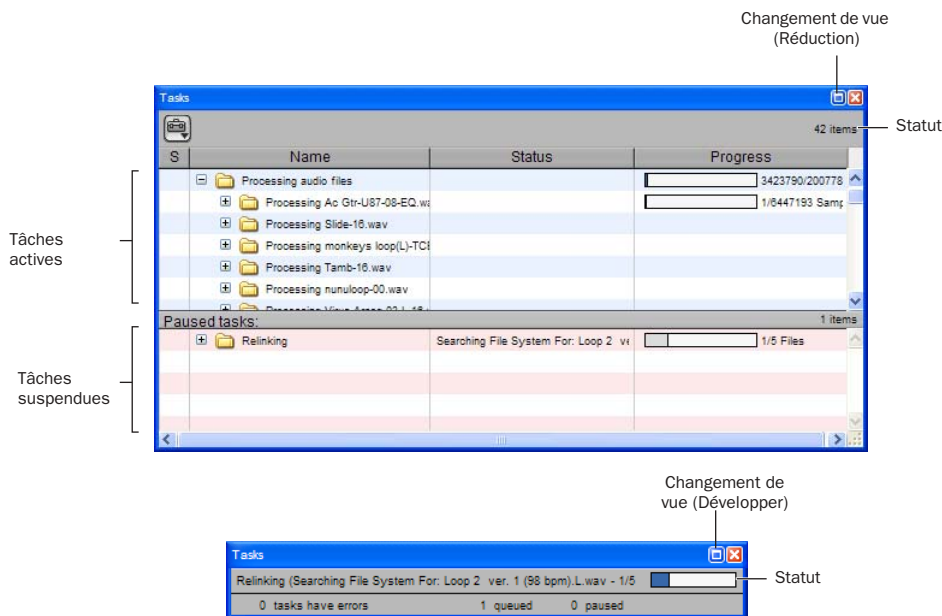 Changement de vue
(Réduction)
Tasks
42 items
Statut
S Name Status Progress
Processing audio files 3423790/200778
Processing Ac Gtr-U87-08-EQ.wa 1/6447193 Samp
Processing Slide-16.wav
Processing monkeys loop(L)-TCE
Processing Tamb-16.wav
Processing nunuloop-00.wav
Processing
Tâches
actives
Paused tasks: 1 items
Relinking Searching File System For: Loop 2 ve 1/5 Files
Tâches
suspendues
Changement de
vue (Développer)
Tasks
Relinking (Searching File System For: Loop 2 ver. 1 (98 bpm).L.wav - 1/5
Statut
0 tasks have errors 1 queued 0 paused